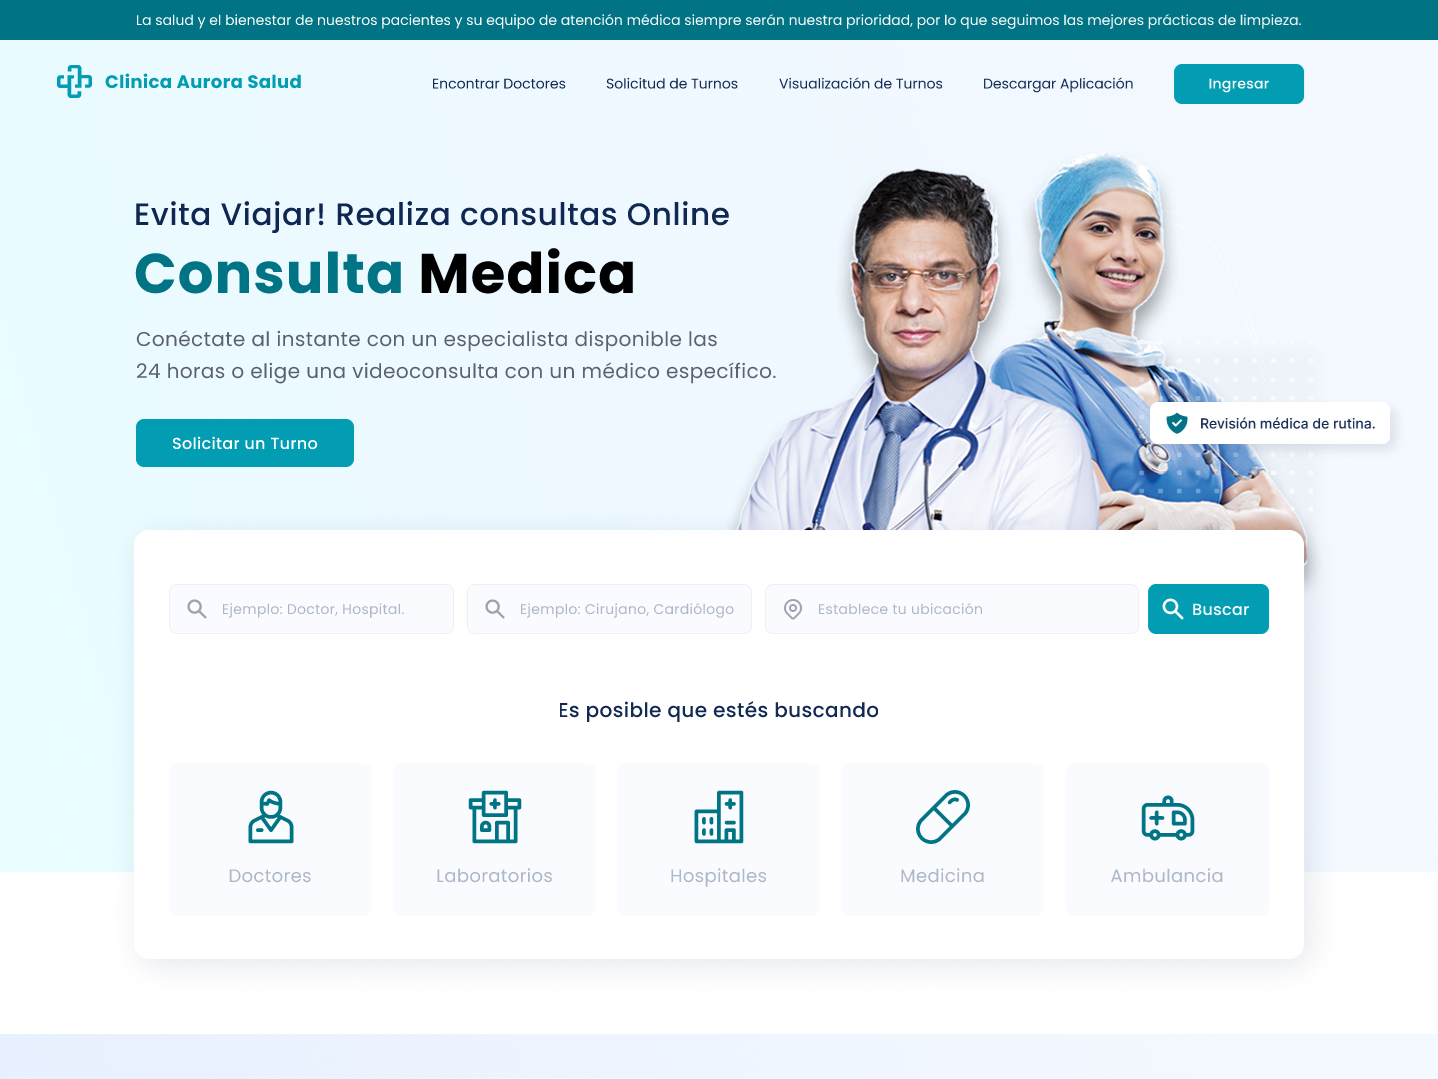 La salud y el bienestar de nuestros pacientes y su equipo de atención médica siempre serán nuestra prioridad, por lo que seguimos las mejores prácticas de limpieza.
Clinica Aurora Salud
Encontrar Doctores
Solicitud de Turnos
Visualización de Turnos
Descargar Aplicación
Ingresar
Evita Viajar! Realiza consultas Online
Consulta Medica
Conéctate al instante con un especialista disponible las
24 horas o elige una videoconsulta con un médico específico.
Solicitar un Turno
Revisión médica de rutina.
Ejemplo: Doctor, Hospital.
Ejemplo: Cirujano, Cardiólogo
Establece tu ubicación
Buscar
Es posible que estés buscando
Doctores
Laboratorios
Hospitales
Medicina
Ambulancia